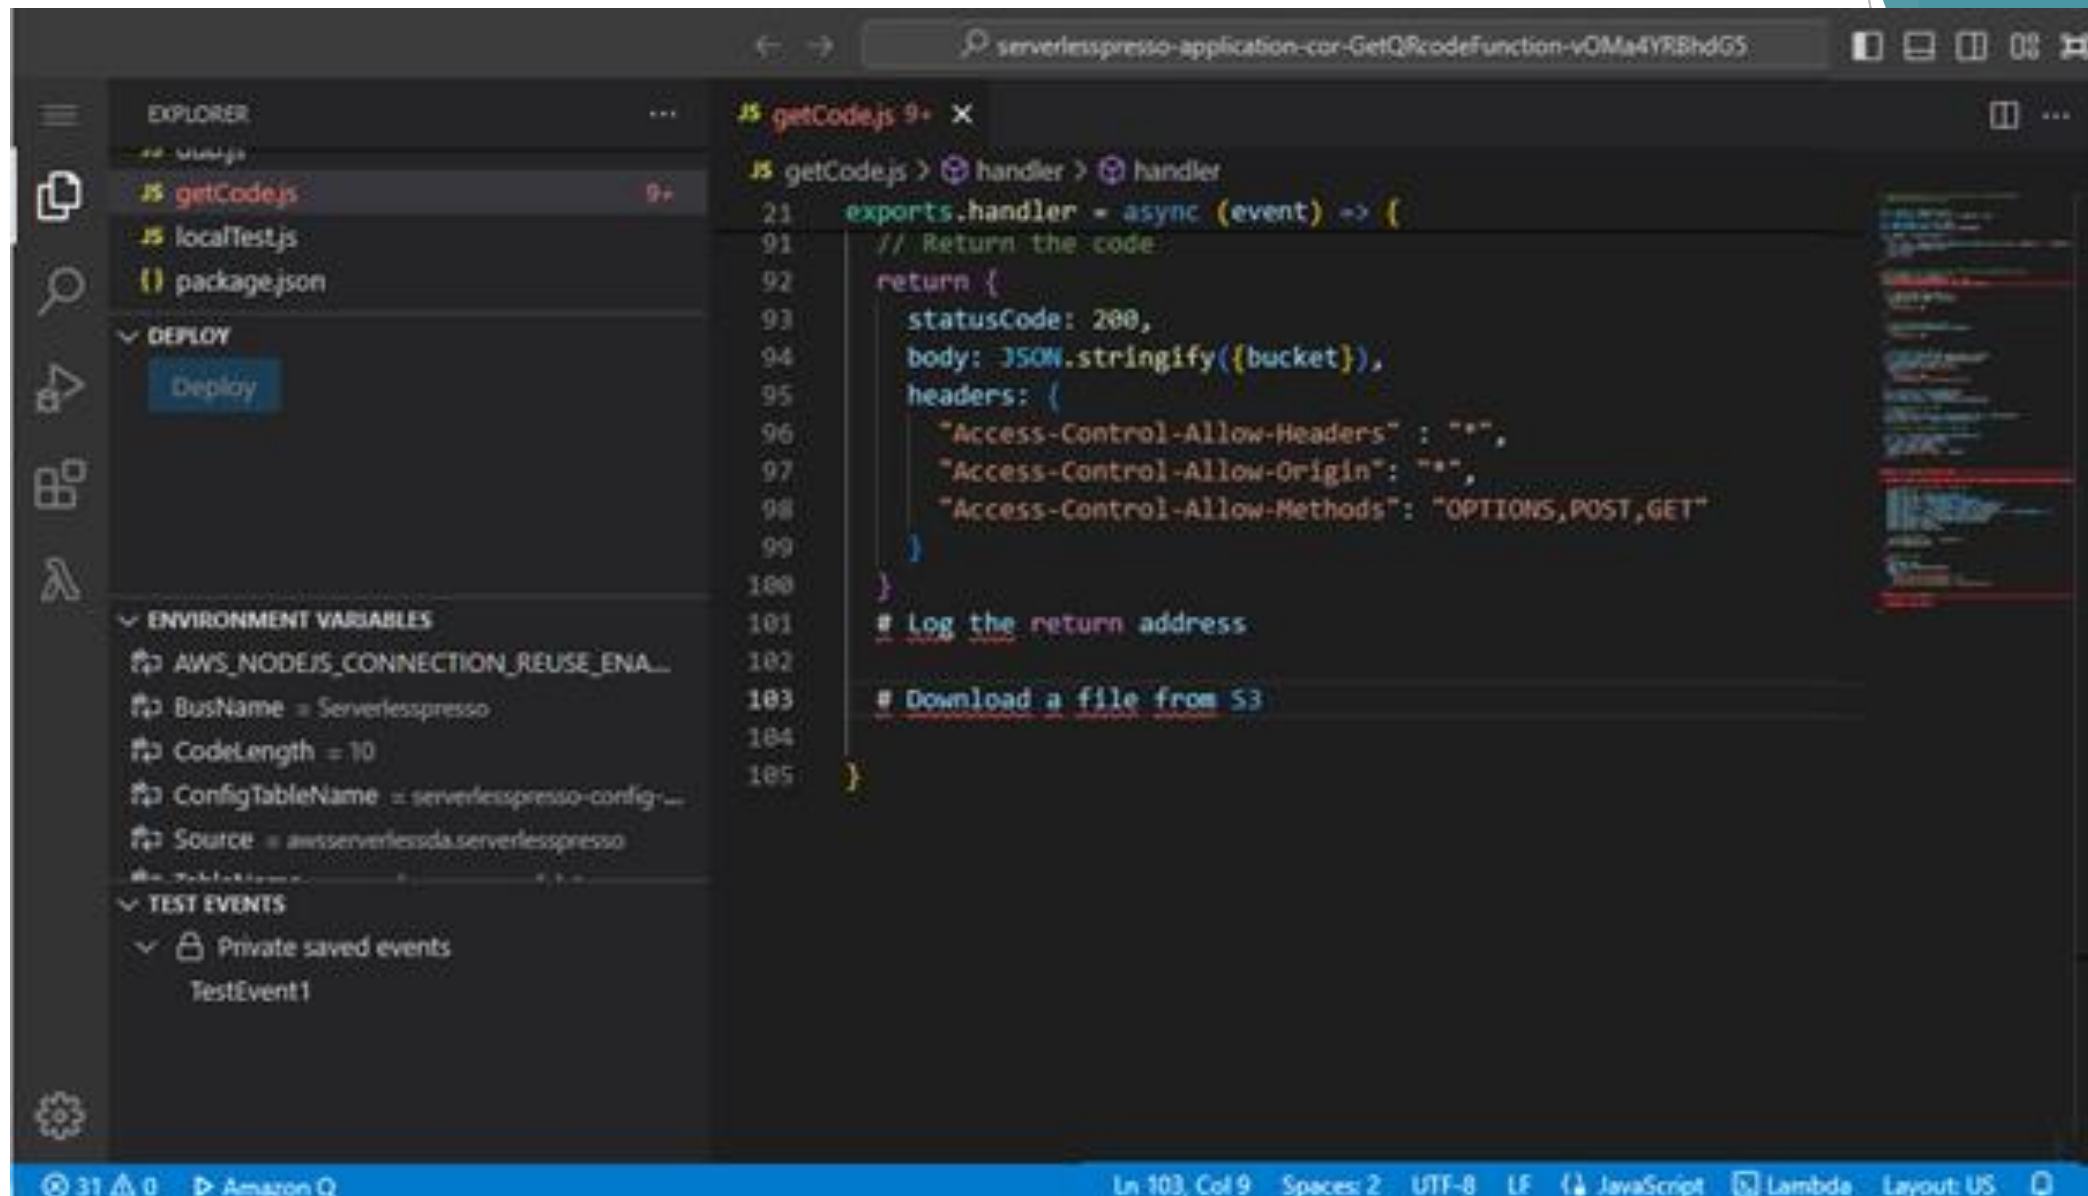 serverlesspresso-application-cor-GetQRcodeFunction-vOMa4YRBhdG5
EXPLORER
JS getCode.js 9+
JS localTest.js
{} package.json
DEPLOY
Deploy
ENVIRONMENT VARIABLES
AWS_NODEJS_CONNECTION_REUSE_ENA...
BusName = Serverlesspresso
CodeLength = 10
ConfigTableName = serverlesspresso-config-...
Source = awsserverlessda.serverlesspresso
TEST EVENTS
Private saved events
TestEvent1
JS getCode.js 9+
JS getCode.js > handler > handler
21 exports.handler = async (event) => {
91 // Return the code
92 return {
93 statusCode: 200,
94 body: JSON.stringify({bucket}),
95 headers: {
96 "Access-Control-Allow-Headers" : "*",
97 "Access-Control-Allow-Origin": "*",
98 "Access-Control-Allow-Methods": "OPTIONS,POST,GET"
99 }
100 }
101 # Log the return address
102
103 # Download a file from S3
104
105 }
31 0 Amazon Q Ln 103, Col 9 Spaces: 2 UTF-8 LF JavaScript Lambda Layout: US